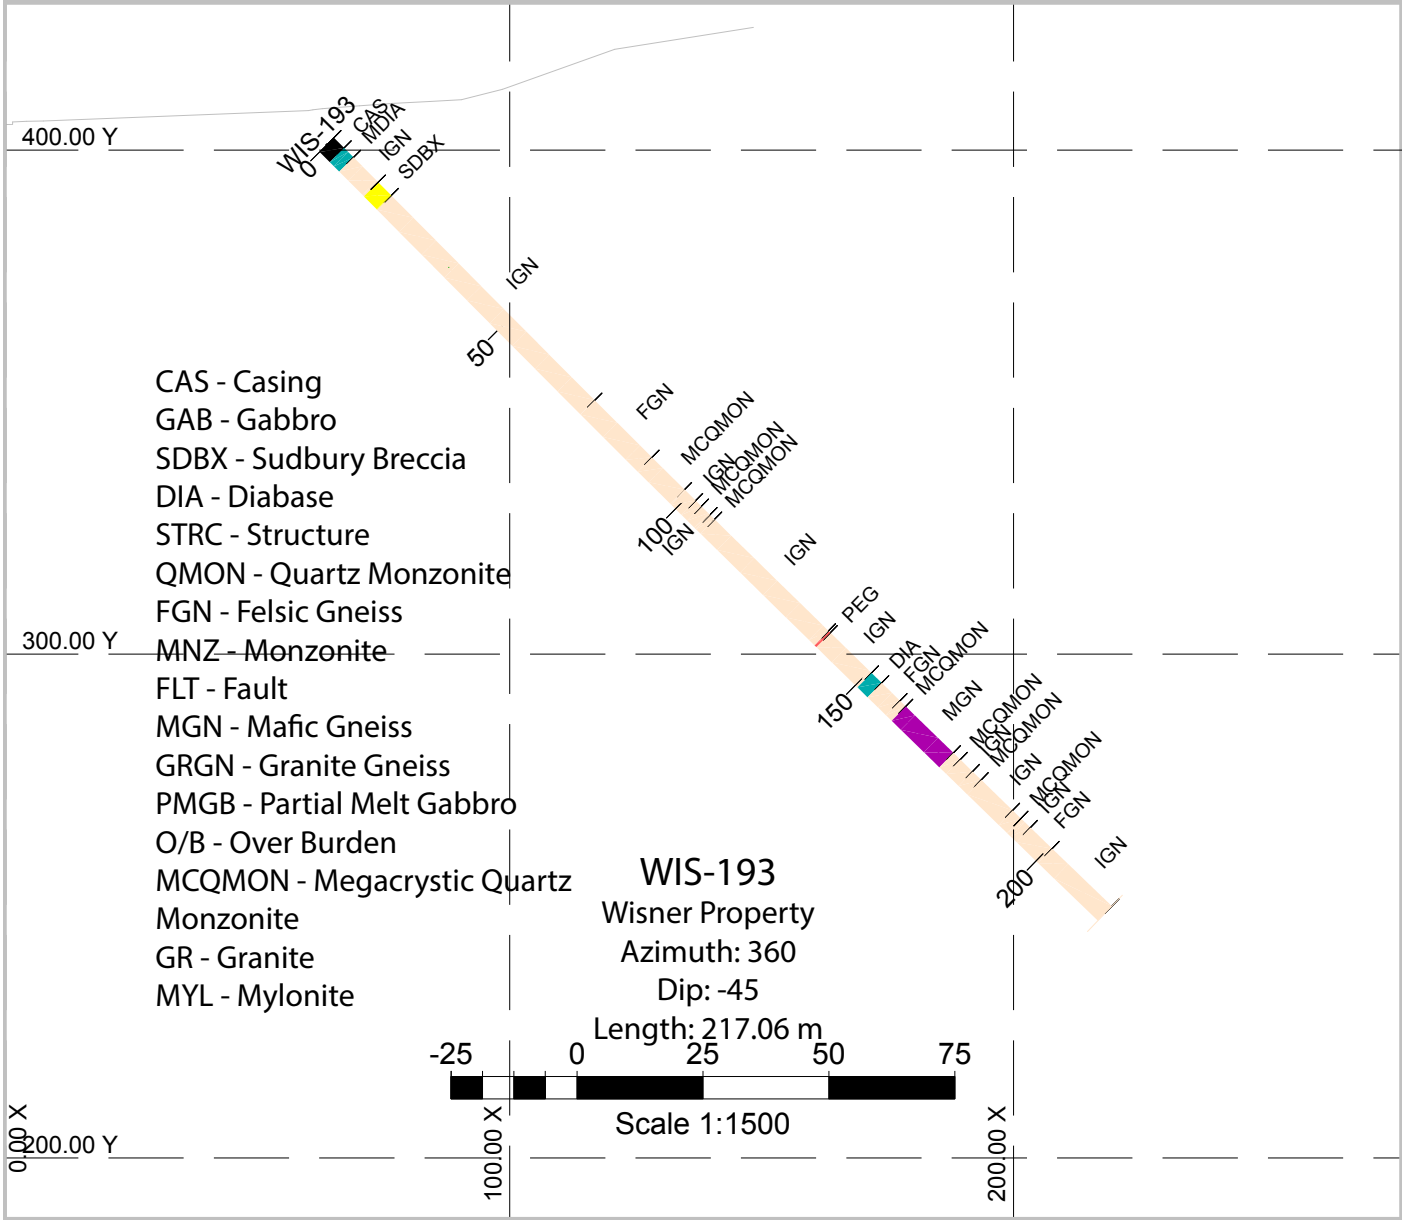 400.00 Y
WIS-193
0
CAS
MDIA
IGN
SDBX
IGN
50
FGN
MCQMON
IGN
MCQMON
MCQMON
100
IGN
IGN
PEG
IGN
300.00 Y
DIA
FGN
MCQMON
150
MGN
MCQMON
IGN
MCQMON
IGN
MCQMON
IGN
FGN
IGN
200
CAS - Casing
GAB - Gabbro
SDBX - Sudbury Breccia
DIA - Diabase
STRC - Structure
QMON - Quartz Monzonite
FGN - Felsic Gneiss
MNZ - Monzonite
FLT - Fault
MGN - Mafic Gneiss
GRGN - Granite Gneiss
PMGB - Partial Melt Gabbro
O/B - Over Burden
MCQMON - Megacrystic Quartz
Monzonite
GR - Granite
MYL - Mylonite
WIS-193
Wisner Property
Azimuth: 360
Dip: -45
Length: 217.06 m
-25 0 25 50 75
Scale 1:1500
200.00 Y
0.00 X
100.00 X
200.00 X